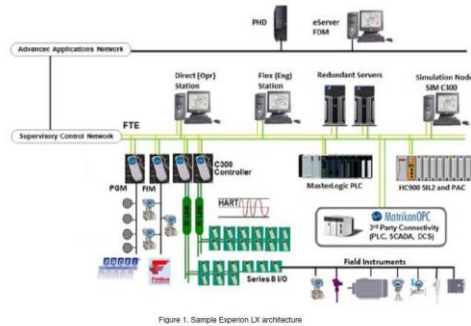 PHD
eServer
FDM
Advanced Applications Network
Direct (Opr)
Station
Flex (Eng)
Station
Redundant Servers
Simulation Node
SIM C300
FTE
Supervisory Control Network
C300
Controller
PGM
FIM
MasterLogic PLC
HC900 SIL2 and PAC
HART
MatrikonOPC
3rd Party Connectivity
(PLC, SCADA, DCS)
Series 8 I/O
Field Instruments
Figure 1. Sample Experion LX architecture